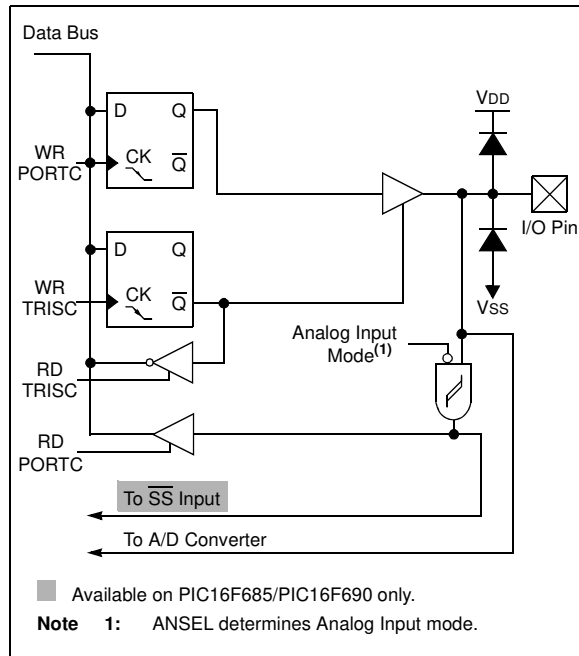 Data Bus
D Q
VDD
WR
PORTC
CK
Q̅
I/O Pin
D Q
WR
TRISC
CK
Q̅
VSS
Analog Input
Mode(1)
RD
TRISC
RD
PORTC
To S̅S̅ Input
To A/D Converter
Available on PIC16F685/PIC16F690 only.
Note 1: ANSEL determines Analog Input mode.